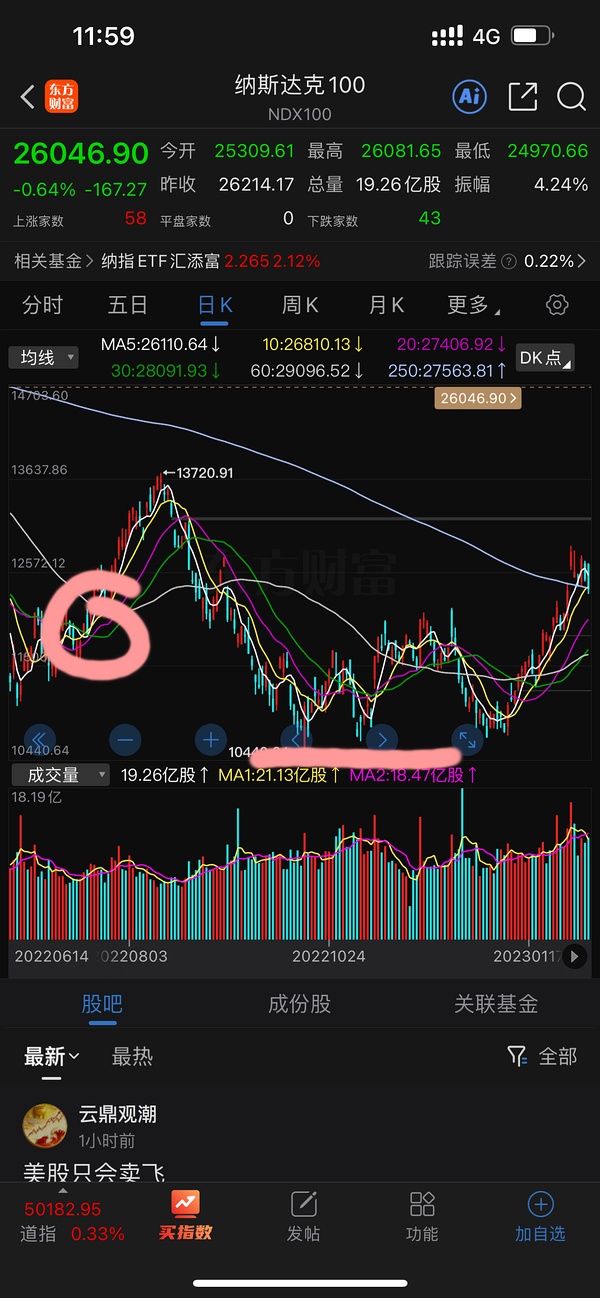 11:59 4G
东方财富 纳斯达克100 Ai
NDX100
26046.90 今开 25309.61 最高 26081.65 最低 24970.66
-0.64% -167.27 昨收 26214.17 总量 19.26亿股 振幅 4.24%
上涨家数 58 平盘家数 0 下跌家数 43
相关基金 纳指ETF汇添富 2.265 2.12% 跟踪误差 ? 0.22%
分时 五日 日K 周K 月K 更多
均线 MA5:26110.64↓ 10:26810.13↓ 20:27406.92↓ DK点
30:28091.93↓ 60:29096.52↓ 250:27563.81↑
14703.60
26046.90
13637.86
←13720.91
12572.12
东方财富
10440.64
成交量 19.26亿股↑ MA1:21.13亿股↑ MA2:18.47亿股↑
18.19亿
20220614 20220803 20221024 20230117
股吧 成份股 关联基金
最新 最热 全部
云鼎观潮
1小时前
美股只会卖飞
50182.95
道指 0.33% 买指数 发帖 功能 加自选